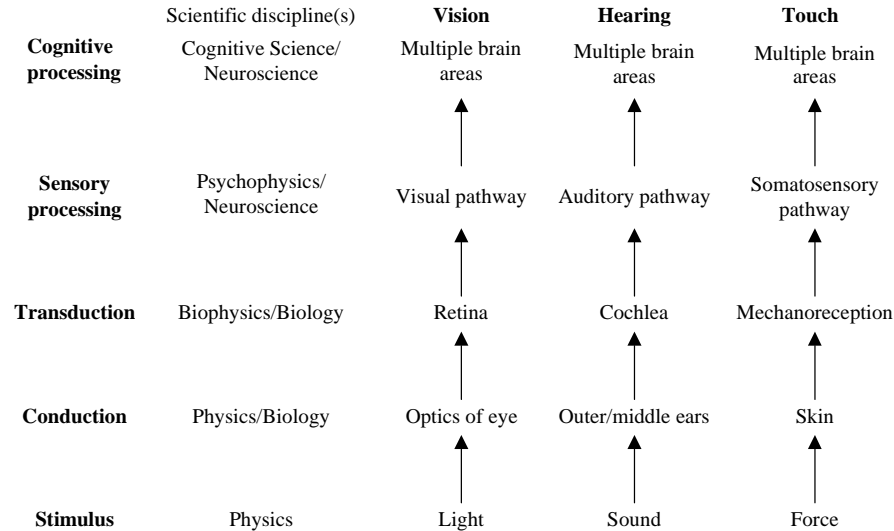 Scientific discipline(s) Vision Hearing Touch
Cognitive processing
Cognitive Science/ Neuroscience
Multiple brain areas
Multiple brain areas
Multiple brain areas
Sensory processing
Psychophysics/ Neuroscience
Visual pathway
Auditory pathway
Somatosensory pathway
Transduction Biophysics/Biology Retina Cochlea Mechanoreception
Conduction Physics/Biology Optics of eye Outer/middle ears Skin
Stimulus Physics Light Sound Force